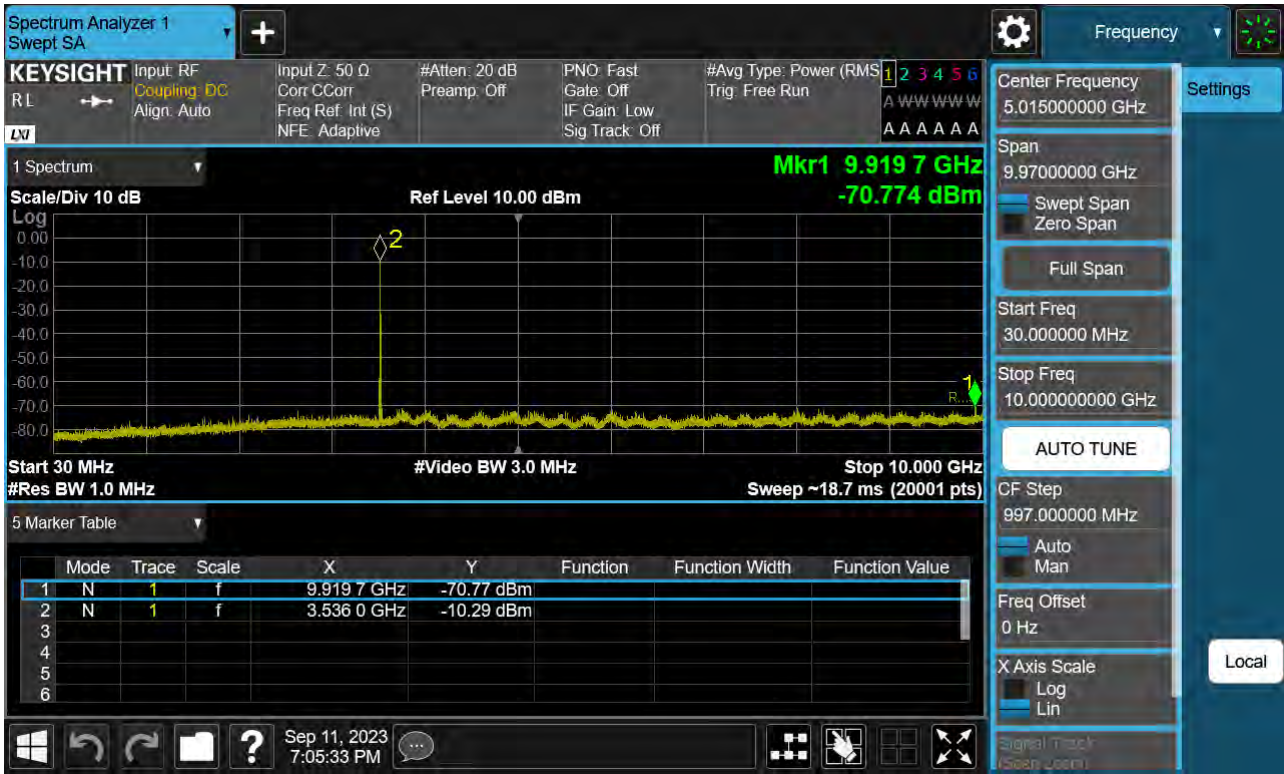 Spectrum Analyzer 1
Swept SA
+
Frequency
KEYSIGHT
RL
LXI
Input: RF
Coupling: DC
Align: Auto
Input Z: 50 Ω
Corr CCorr
Freq Ref: Int (S)
NFE: Adaptive
#Atten: 20 dB
Preamp: Off
PNO: Fast
Gate: Off
IF Gain: Low
Sig Track: Off
#Avg Type: Power (RMS
Trig: Free Run
1 2 3 4 5 6
A W W W W W
A A A A A A
1 Spectrum
Mkr1 9.919 7 GHz
Scale/Div 10 dB
Ref Level 10.00 dBm
-70.774 dBm
Log
0.00
-10.0
-20.0
-30.0
-40.0
-50.0
-60.0
-70.0
-80.0
2
1
R...
Start 30 MHz
#Video BW 3.0 MHz
Stop 10.000 GHz
#Res BW 1.0 MHz
Sweep ~18.7 ms (20001 pts)
5 Marker Table
Mode Trace Scale X Y Function Function Width Function Value
1 N 1 f 9.919 7 GHz -70.77 dBm
2 N 1 f 3.536 0 GHz -10.29 dBm
3
4
5
6
Sep 11, 2023
7:05:33 PM
?
Center Frequency
5.015000000 GHz
Settings
Span
9.97000000 GHz
Swept Span
Zero Span
Full Span
Start Freq
30.000000 MHz
Stop Freq
10.000000000 GHz
AUTO TUNE
CF Step
997.000000 MHz
Auto
Man
Freq Offset
0 Hz
X Axis Scale
Log
Lin
Local
Signal Track
(Span Zoom)